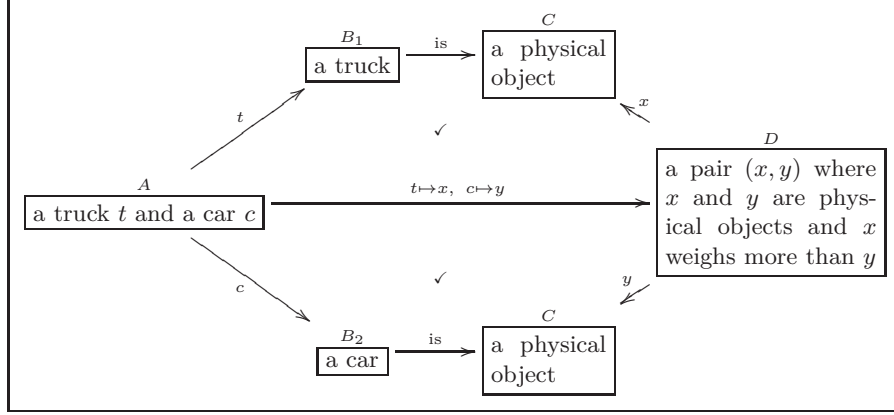 C
B₁
is
a truck
a physical
object
t
x
✓
D
A
t↦x, c↦y
a pair (x, y) where
x and y are phys-
ical objects and x
weighs more than y
a truck t and a car c
c
✓
y
B₂
is
C
a car
a physical
object